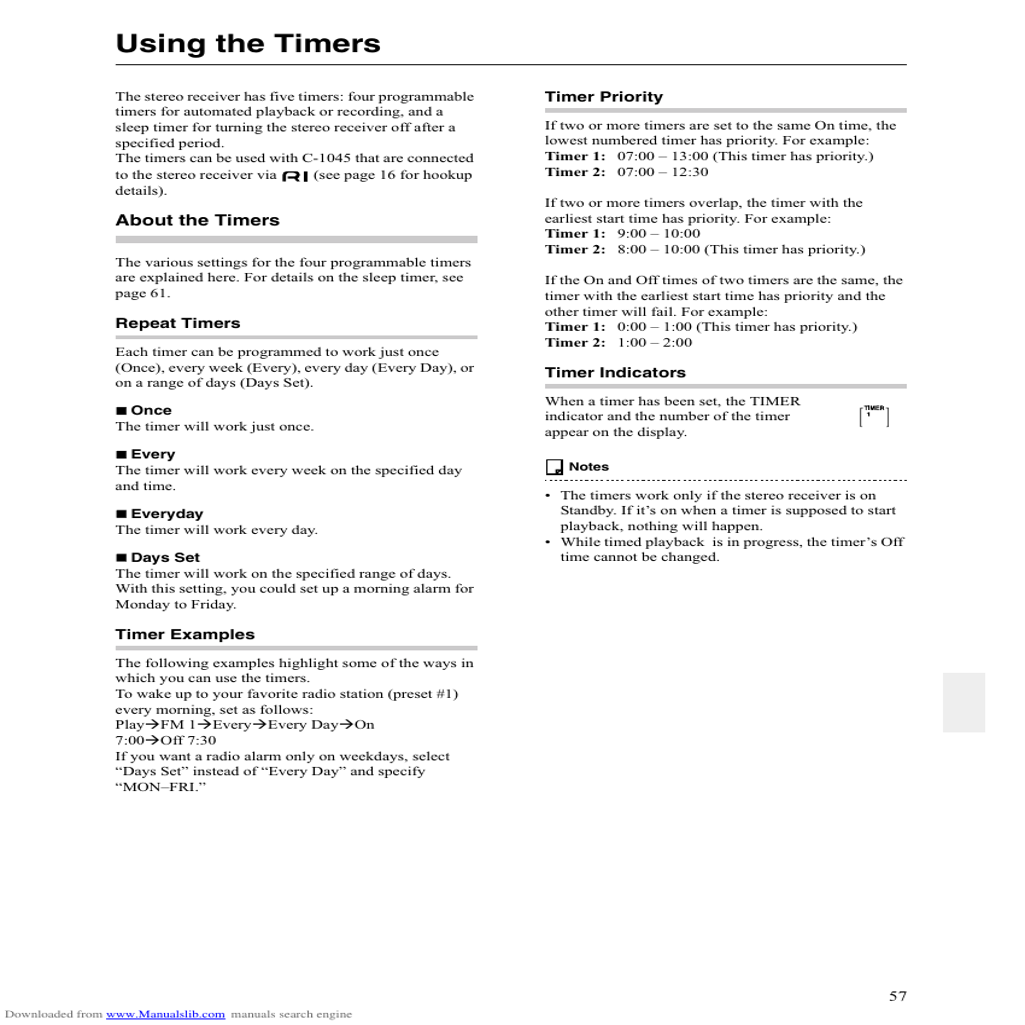 Using the Timers
The stereo receiver has five timers: four programmable
timers for automated playback or recording, and a
sleep timer for turning the stereo receiver off after a
specified period.
The timers can be used with C-1045 that are connected
to the stereo receiver via RI (see page 16 for hookup
details).
About the Timers
The various settings for the four programmable timers
are explained here. For details on the sleep timer, see
page 61.
Repeat Timers
Each timer can be programmed to work just once
(Once), every week (Every), every day (Every Day), or
on a range of days (Days Set).
■ Once
The timer will work just once.
■ Every
The timer will work every week on the specified day
and time.
■ Everyday
The timer will work every day.
■ Days Set
The timer will work on the specified range of days.
With this setting, you could set up a morning alarm for
Monday to Friday.
Timer Examples
The following examples highlight some of the ways in
which you can use the timers.
To wake up to your favorite radio station (preset #1)
every morning, set as follows:
Play→FM 1→Every→Every Day→On
7:00→Off 7:30
If you want a radio alarm only on weekdays, select
“Days Set” instead of “Every Day” and specify
“MON–FRI.”
Timer Priority
If two or more timers are set to the same On time, the
lowest numbered timer has priority. For example:
Timer 1: 07:00 – 13:00 (This timer has priority.)
Timer 2: 07:00 – 12:30
If two or more timers overlap, the timer with the
earliest start time has priority. For example:
Timer 1: 9:00 – 10:00
Timer 2: 8:00 – 10:00 (This timer has priority.)
If the On and Off times of two timers are the same, the
timer with the earliest start time has priority and the
other timer will fail. For example:
Timer 1: 0:00 – 1:00 (This timer has priority.)
Timer 2: 1:00 – 2:00
Timer Indicators
When a timer has been set, the TIMER
indicator and the number of the timer
appear on the display.
TIMER
1
Notes
• The timers work only if the stereo receiver is on
Standby. If it’s on when a timer is supposed to start
playback, nothing will happen.
• While timed playback  is in progress, the timer’s Off
time cannot be changed.
57
Downloaded from www.Manualslib.com manuals search engine